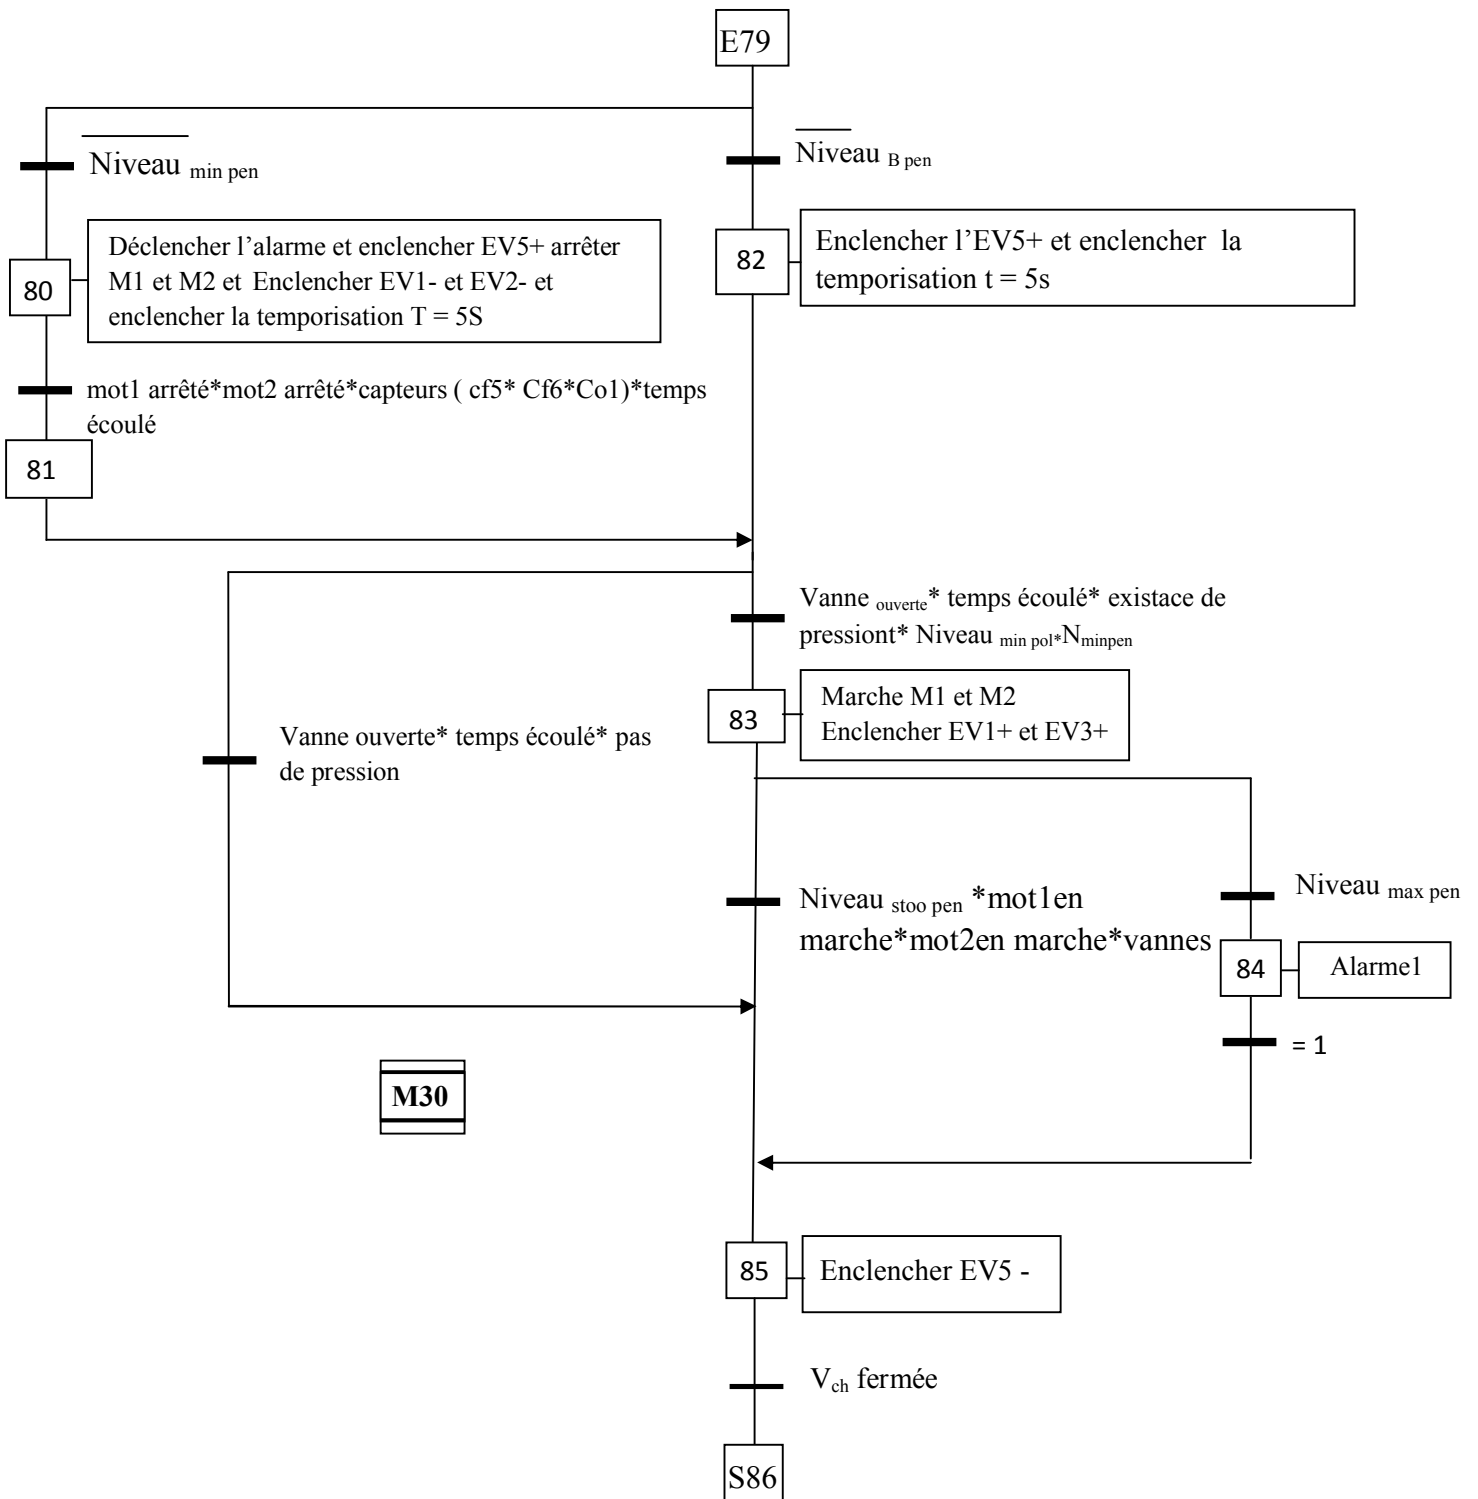 E79
Niveau min pen
Niveau B pen
80
Déclencher l’alarme et enclencher EV5+ arrêter
M1 et M2 et Enclencher EV1- et EV2- et
enclencher la temporisation T = 5S
82
Enclencher l’EV5+ et enclencher la
temporisation t = 5s
mot1 arrêté*mot2 arrêté*capteurs ( cf5* Cf6*Co1)*temps
écoulé
81
Vanne ouverte* temps écoulé* existace de
pressiont* Niveau min pol*Nminpen
83
Marche M1 et M2
Enclencher EV1+ et EV3+
Vanne ouverte* temps écoulé* pas
de pression
Niveau stoo pen *mot1en
marche*mot2en marche*vannes
Niveau max pen
84
Alarme1
= 1
M30
85
Enclencher EV5 -
Vch fermée
S86